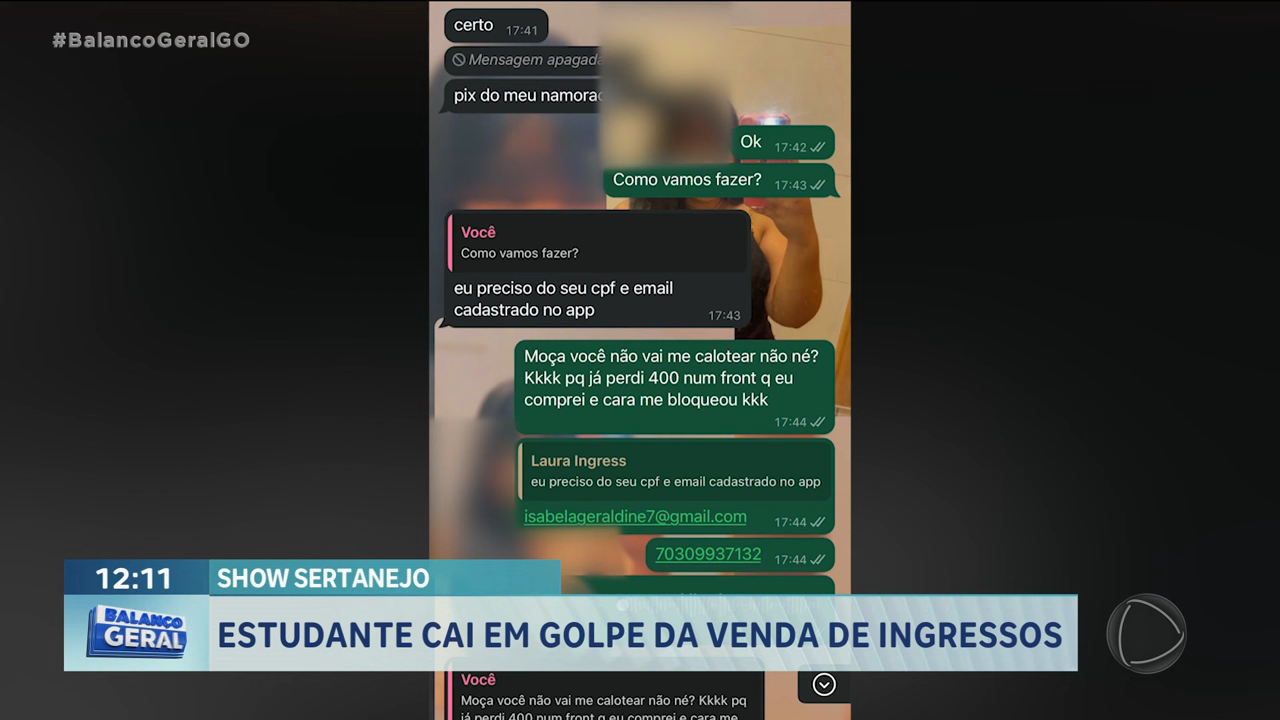 #BalancoGeralGO
certo 17:41
Mensagem apagada
pix do meu namorad
Ok 17:42
Como vamos fazer? 17:43
Você
Como vamos fazer?
eu preciso do seu cpf e email
cadastrado no app 17:43
Moça você não vai me calotear não né?
Kkkk pq já perdi 400 num front q eu
comprei e cara me bloqueou kkk
17:44
Laura Ingress
eu preciso do seu cpf e email cadastrado no app
isabelageraldine7@gmail.com 17:44
70309937132 17:44
12:11 SHOW SERTANEJO
BALANÇO
GERAL
ESTUDANTE CAI EM GOLPE DA VENDA DE INGRESSOS
Você
Moça você não vai me calotear não né? Kkkk pq
já perdi 400 num front q eu comprei e cara me